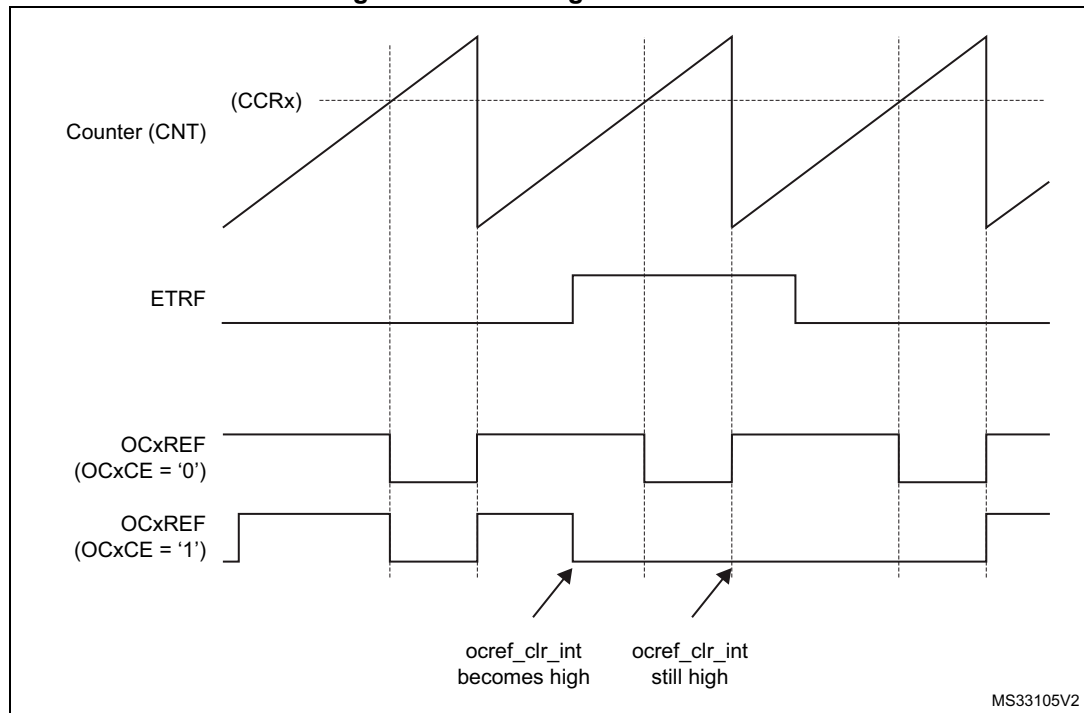 (CCRx)
Counter (CNT)
ETRF
OCxREF
(OCxCE = ‘0’)
OCxREF
(OCxCE = ‘1’)
ocref_clr_int
becomes high
ocref_clr_int
still high
MS33105V2